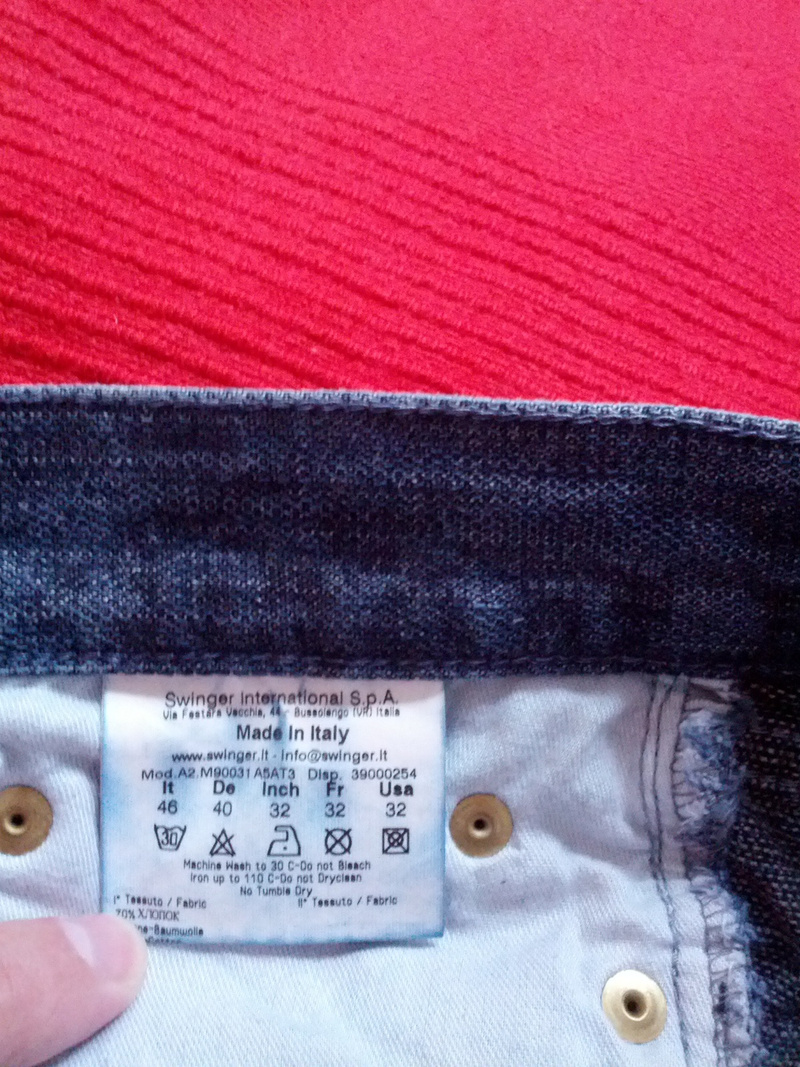 Swinger International S.p.A.
Via Festara Vecchia, 44 - Bussolengo (VR) Italia
Made In Italy
www.swinger.it - info@swinger.it
Mod.A2.M90031A5AT3 Disp. 39000254
It De Inch Fr Usa
46 40 32 32 32
30
Machine Wash to 30 C-Do not Bleach
Iron up to 110 C-Do not Dryclean
No Tumble Dry
I° Tessuto / Fabric II° Tessuto / Fabric
70% ХЛОПОК
ne-Baumwolle